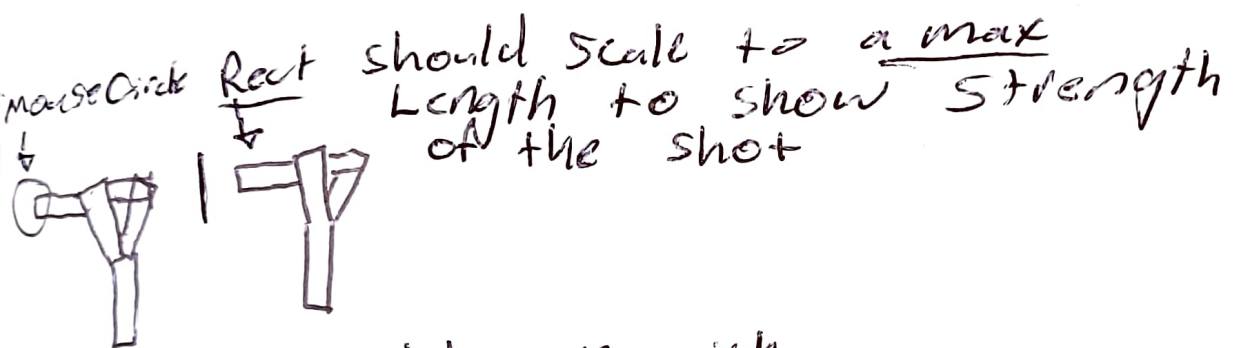 Rect should scale to a max
MouseCircle Length to show strength
of the shot